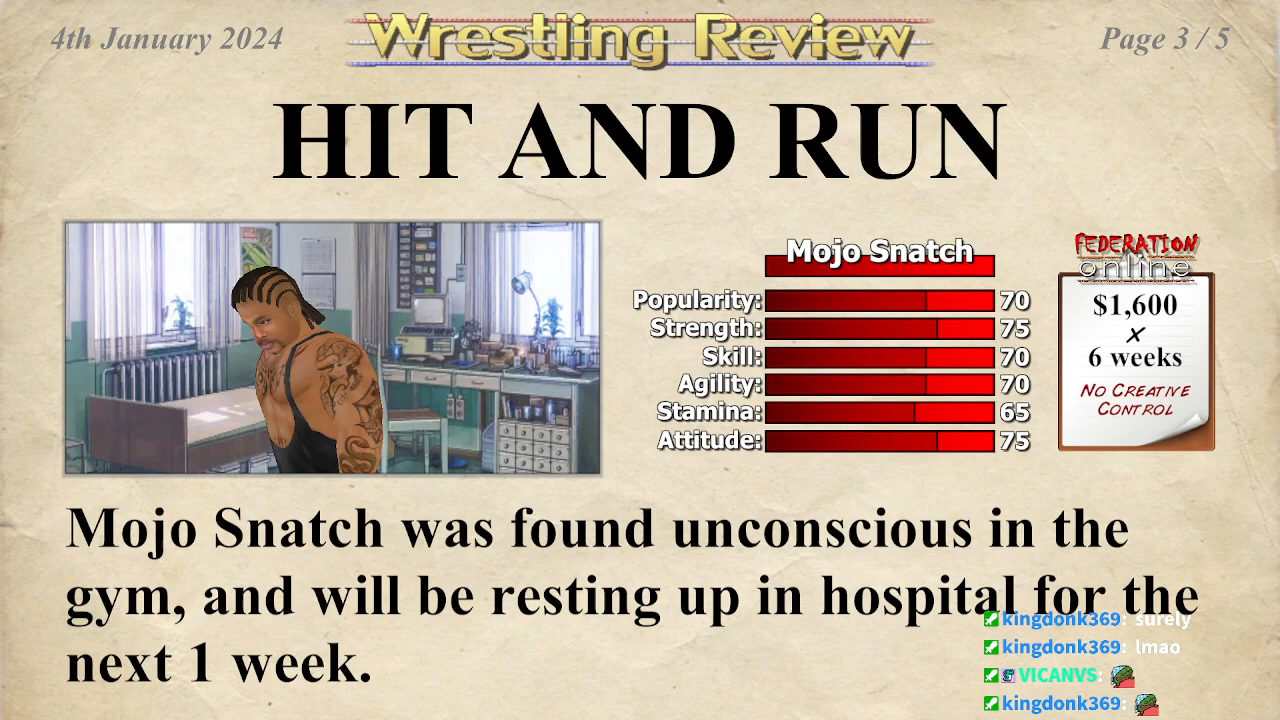 4th January 2024
Wrestling Review
Page 3 / 5
HIT AND RUN
Mojo Snatch
Popularity: 70
Strength: 75
Skill: 70
Agility: 70
Stamina: 65
Attitude: 75
FEDERATION
online
$1,600
×
6 weeks
NO CREATIVE
CONTROL
Mojo Snatch was found unconscious in the
gym, and will be resting up in hospital for the
next 1 week.
kingdonk369: surely
kingdonk369: lmao
VICANVS:
kingdonk369: